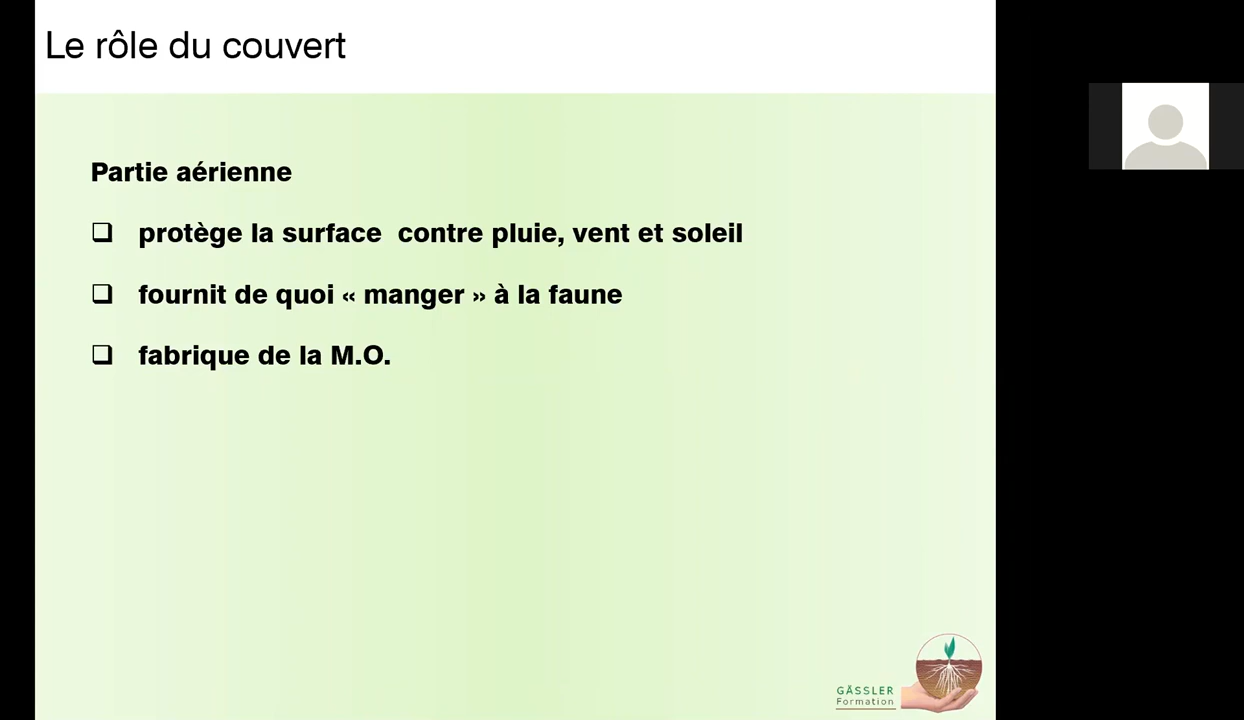 Le rôle du couvert
Partie aérienne
protège la surface  contre pluie, vent et soleil
fournit de quoi « manger » à la faune
fabrique de la M.O.
GÄSSLER
Formation